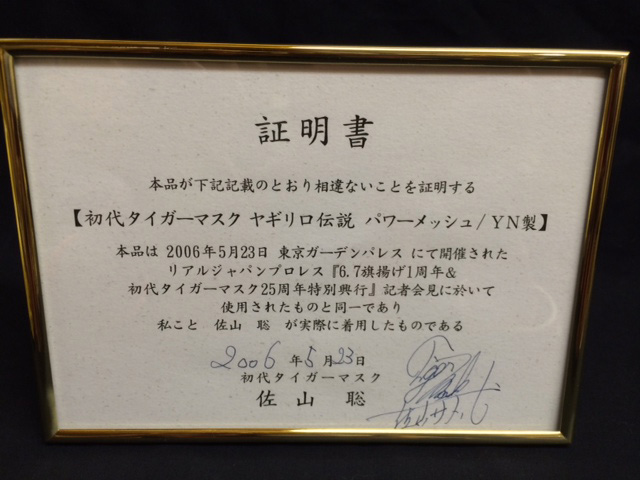 証明書
本品が下記記載のとおり相違ないことを証明する
【初代タイガーマスク ヤギリロ伝説 パワーメッシュ/YN製】
本品は 2006年5月23日 東京ガーデンパレス にて開催された
リアルジャパンプロレス『6.7旗揚げ1周年&
初代タイガーマスク25周年特別興行』記者会見に於いて
使用されたものと同一であり
私こと 佐山 聡 が実際に着用したものである
2006 年 5 月 23 日
初代タイガーマスク
佐山 聡